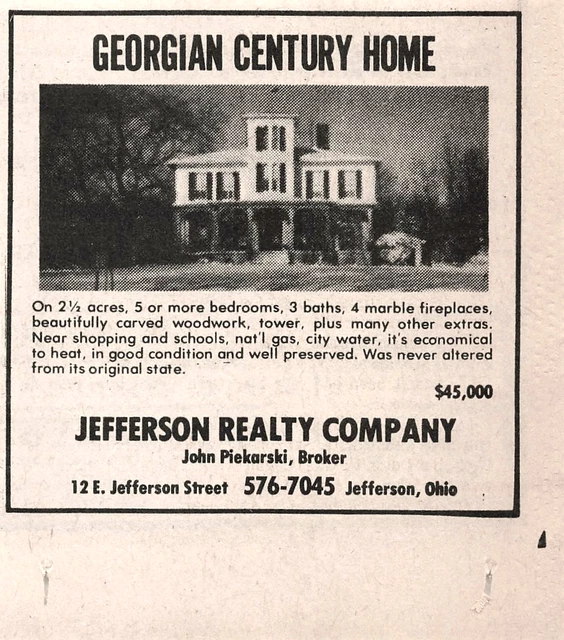 GEORGIAN CENTURY HOME
On 2½ acres, 5 or more bedrooms, 3 baths, 4 marble fireplaces,
beautifully carved woodwork, tower, plus many other extras.
Near shopping and schools, nat'l gas, city water, it's economical
to heat, in good condition and well preserved. Was never altered
from its original state.
$45,000
JEFFERSON REALTY COMPANY
John Piekarski, Broker
12 E. Jefferson Street 576-7045 Jefferson, Ohio